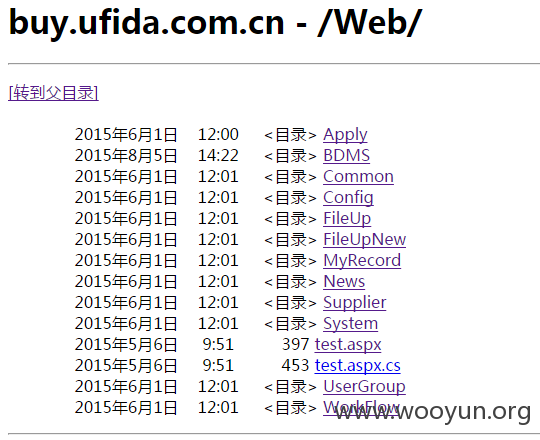 buy.ufida.com.cn - /Web/
[转到父目录]
2015年6月1日 12:00 <目录> Apply
2015年8月5日 14:22 <目录> BDMS
2015年6月1日 12:01 <目录> Common
2015年6月1日 12:01 <目录> Config
2015年6月1日 12:01 <目录> FileUp
2015年6月1日 12:01 <目录> FileUpNew
2015年6月1日 12:01 <目录> MyRecord
2015年6月1日 12:01 <目录> News
2015年6月1日 12:01 <目录> Supplier
2015年6月1日 12:01 <目录> System
2015年5月6日 9:51 397 test.aspx
2015年5月6日 9:51 453 test.aspx.cs
2015年6月1日 12:01 <目录> UserGroup
2015年6月1日 12:01 <目录> WorkFlow
www.wooyun.org